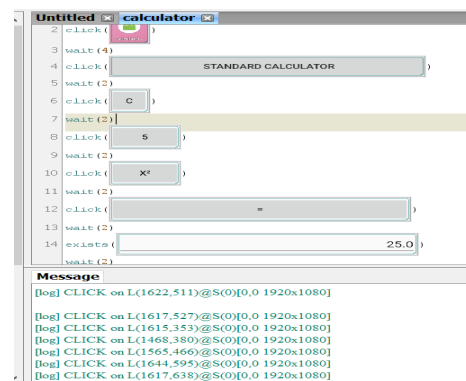 Untitled calculator
2 click( )
3 wait(4)
4 click( STANDARD CALCULATOR )
5 wait(2)
6 click( C )
7 wait(2)
8 click( 5 )
9 wait(2)
10 click( X² )
11 wait(2)
12 click( = )
13 wait(2)
14 exists( 25.0 )
wait(2)
Message
[log] CLICK on L(1622,511)@S(0)[0,0 1920x1080]
[log] CLICK on L(1617,527)@S(0)[0,0 1920x1080]
[log] CLICK on L(1615,353)@S(0)[0,0 1920x1080]
[log] CLICK on L(1468,380)@S(0)[0,0 1920x1080]
[log] CLICK on L(1565,466)@S(0)[0,0 1920x1080]
[log] CLICK on L(1644,595)@S(0)[0,0 1920x1080]
[log] CLICK on L(1617,638)@S(0)[0,0 1920x1080]